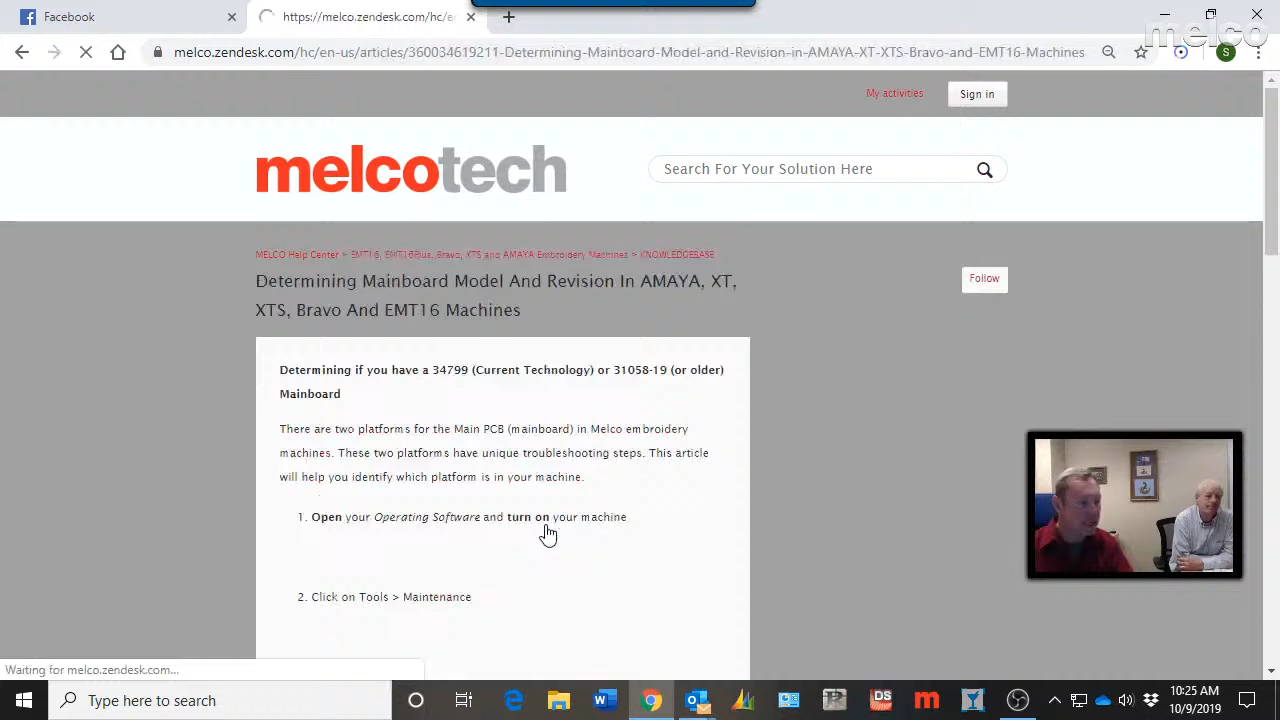 Facebook
https://melco.zendesk.com/hc/e
melco
melco.zendesk.com/hc/en-us/articles/360034619211-Determining-Mainboard-Model-and-Revision-in-AMAYA-XT-XTS-Bravo-and-EMT16-Machines
S
My activities
Sign in
melcotech
Search For Your Solution Here
MELCO Help Center > EMT16, EMT16Plus, Bravo, XTS and AMAYA Embroidery Machines > KNOWLEDGEBASE
Determining Mainboard Model And Revision In AMAYA, XT,
XTS, Bravo And EMT16 Machines
Follow
Determining if you have a 34799 (Current Technology) or 31058-19 (or older)
Mainboard
There are two platforms for the Main PCB (mainboard) in Melco embroidery
machines. These two platforms have unique troubleshooting steps. This article
will help you identify which platform is in your machine.
1. Open your Operating Software and turn on your machine
2. Click on Tools > Maintenance
Waiting for melco.zendesk.com...
Type here to search
DS
10:25 AM
10/9/2019